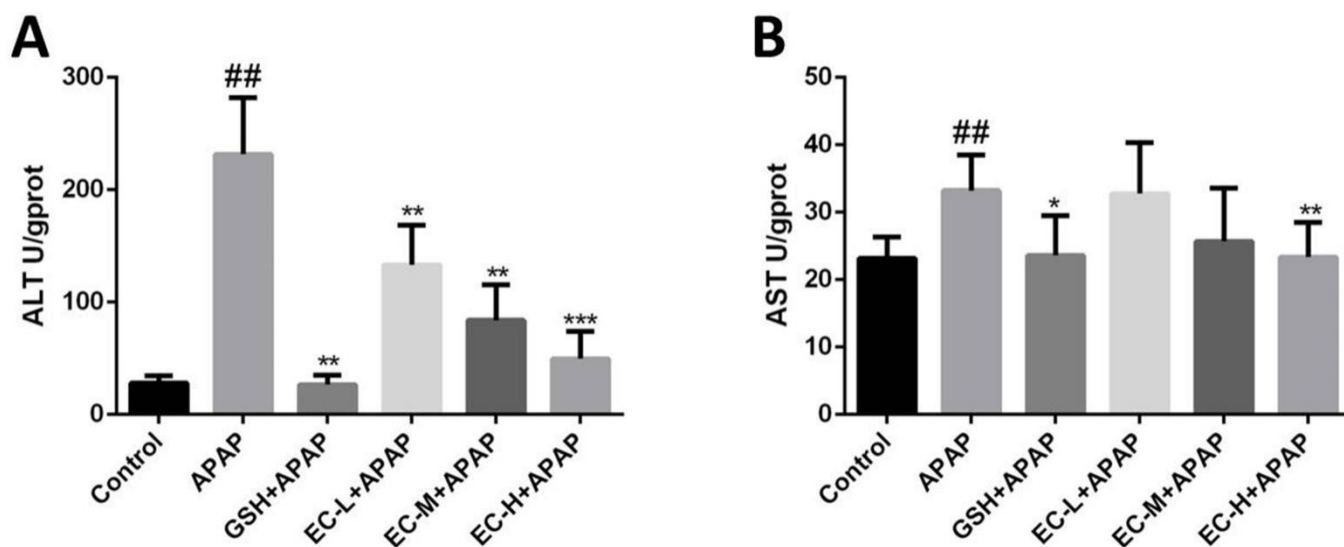 A
ALT U/gprot
300
200
100
0
##
**
**
**
***
Control
APAP
GSH+APAP
EC-L+APAP
EC-M+APAP
EC-H+APAP
B
AST U/gprot
50
40
30
20
10
0
##
*
**
Control
APAP
GSH+APAP
EC-L+APAP
EC-M+APAP
EC-H+APAP